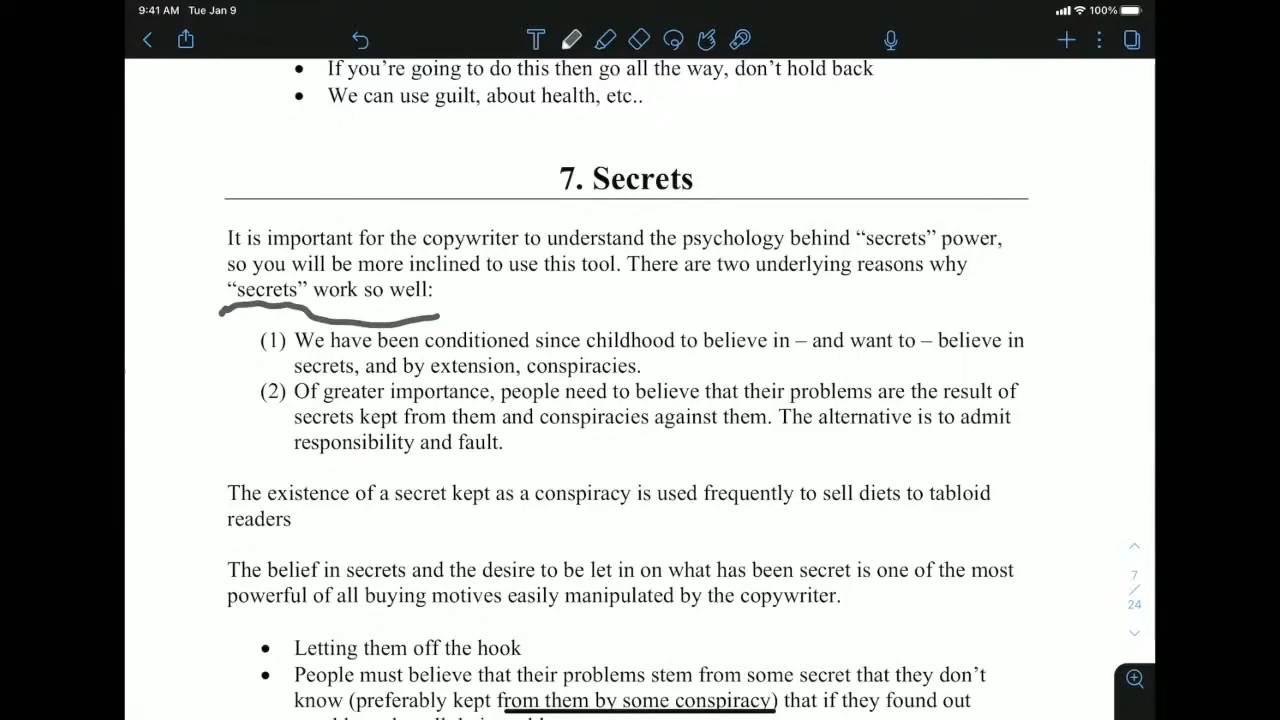 9:41 AM Tue Jan 9
100%
• If you’re going to do this then go all the way, don’t hold back
• We can use guilt, about health, etc..
7. Secrets
It is important for the copywriter to understand the psychology behind “secrets” power,
so you will be more inclined to use this tool. There are two underlying reasons why
“secrets” work so well:
(1) We have been conditioned since childhood to believe in – and want to – believe in
secrets, and by extension, conspiracies.
(2) Of greater importance, people need to believe that their problems are the result of
secrets kept from them and conspiracies against them. The alternative is to admit
responsibility and fault.
The existence of a secret kept as a conspiracy is used frequently to sell diets to tabloid
readers
The belief in secrets and the desire to be let in on what has been secret is one of the most
powerful of all buying motives easily manipulated by the copywriter.
7
/
24
• Letting them off the hook
• People must believe that their problems stem from some secret that they don’t
know (preferably kept from them by some conspiracy) that if they found out